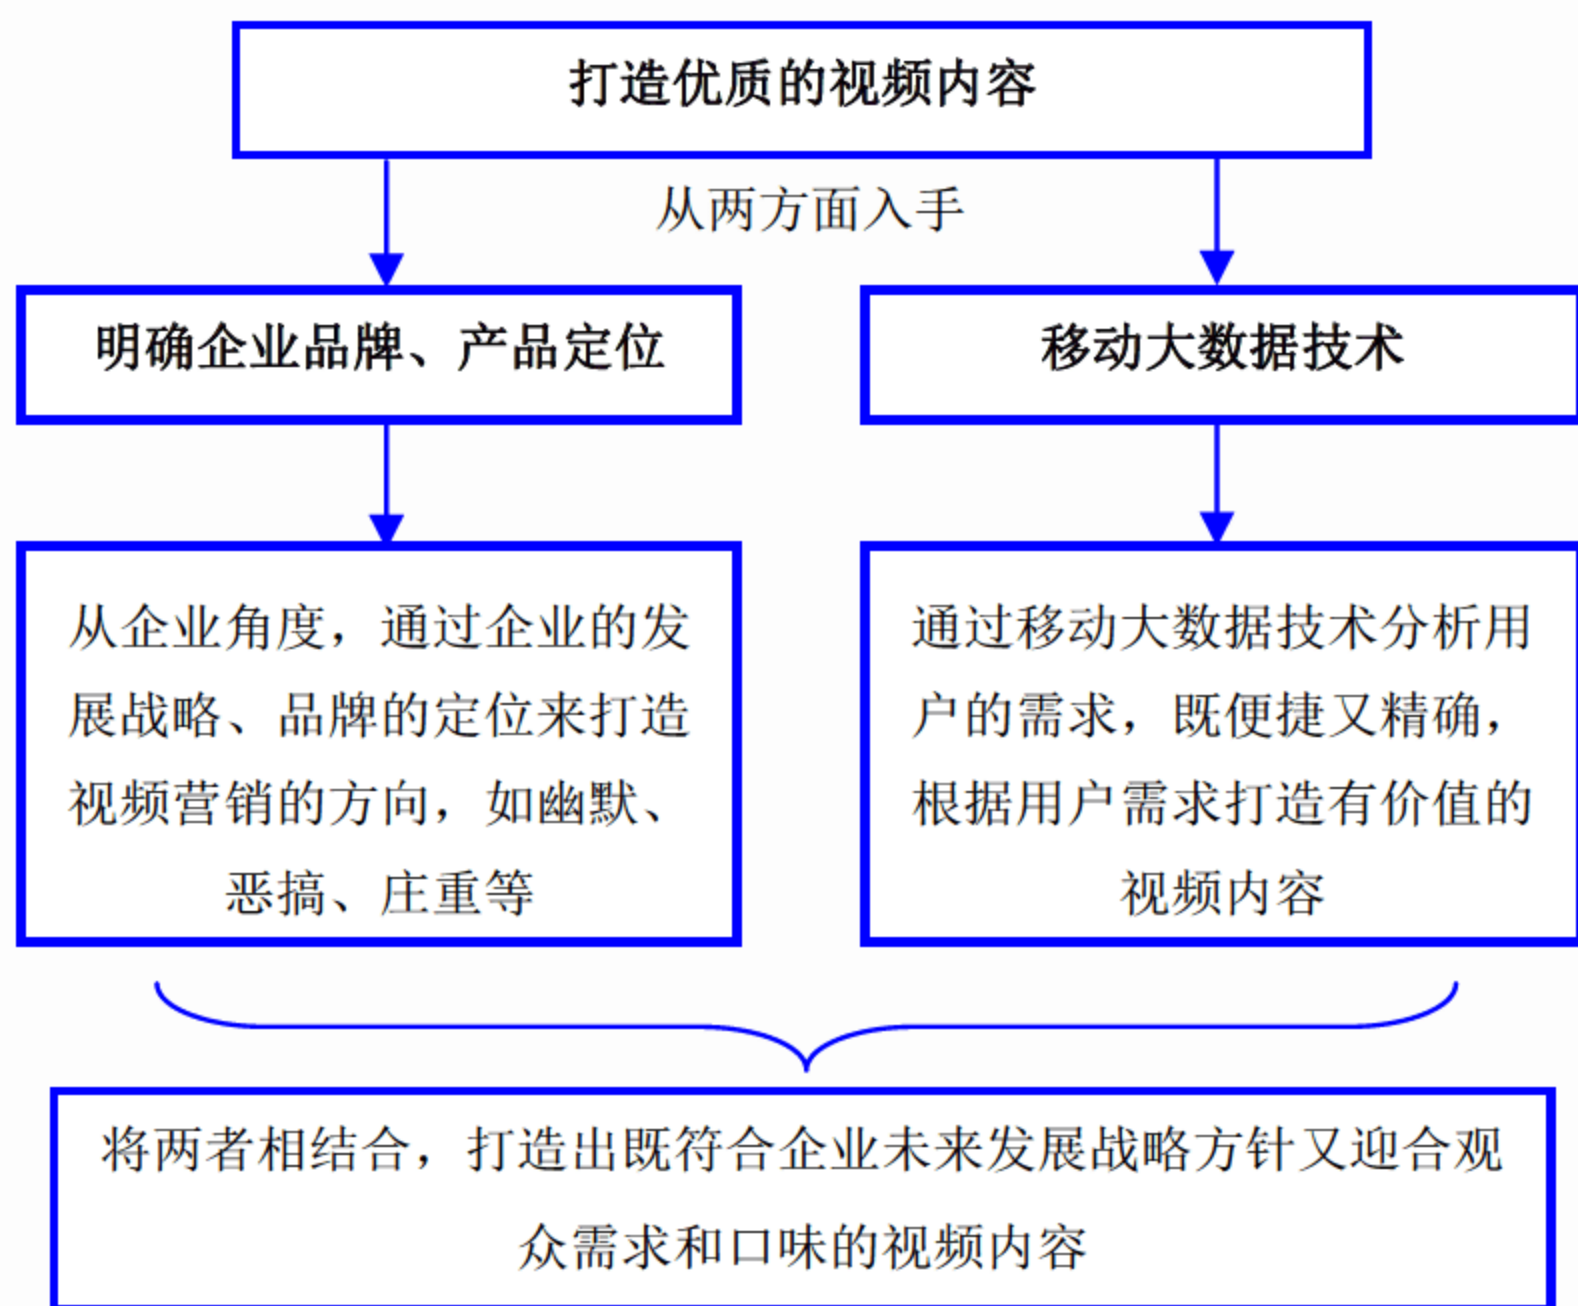 打造优质的视频内容
从两方面入手
明确企业品牌、产品定位
移动大数据技术
从企业角度，通过企业的发
展战略、品牌的定位来打造
视频营销的方向，如幽默、
恶搞、庄重等
通过移动大数据技术分析用
户的需求，既便捷又精确，
根据用户需求打造有价值的
视频内容
将两者相结合，打造出既符合企业未来发展战略方针又迎合观
众需求和口味的视频内容